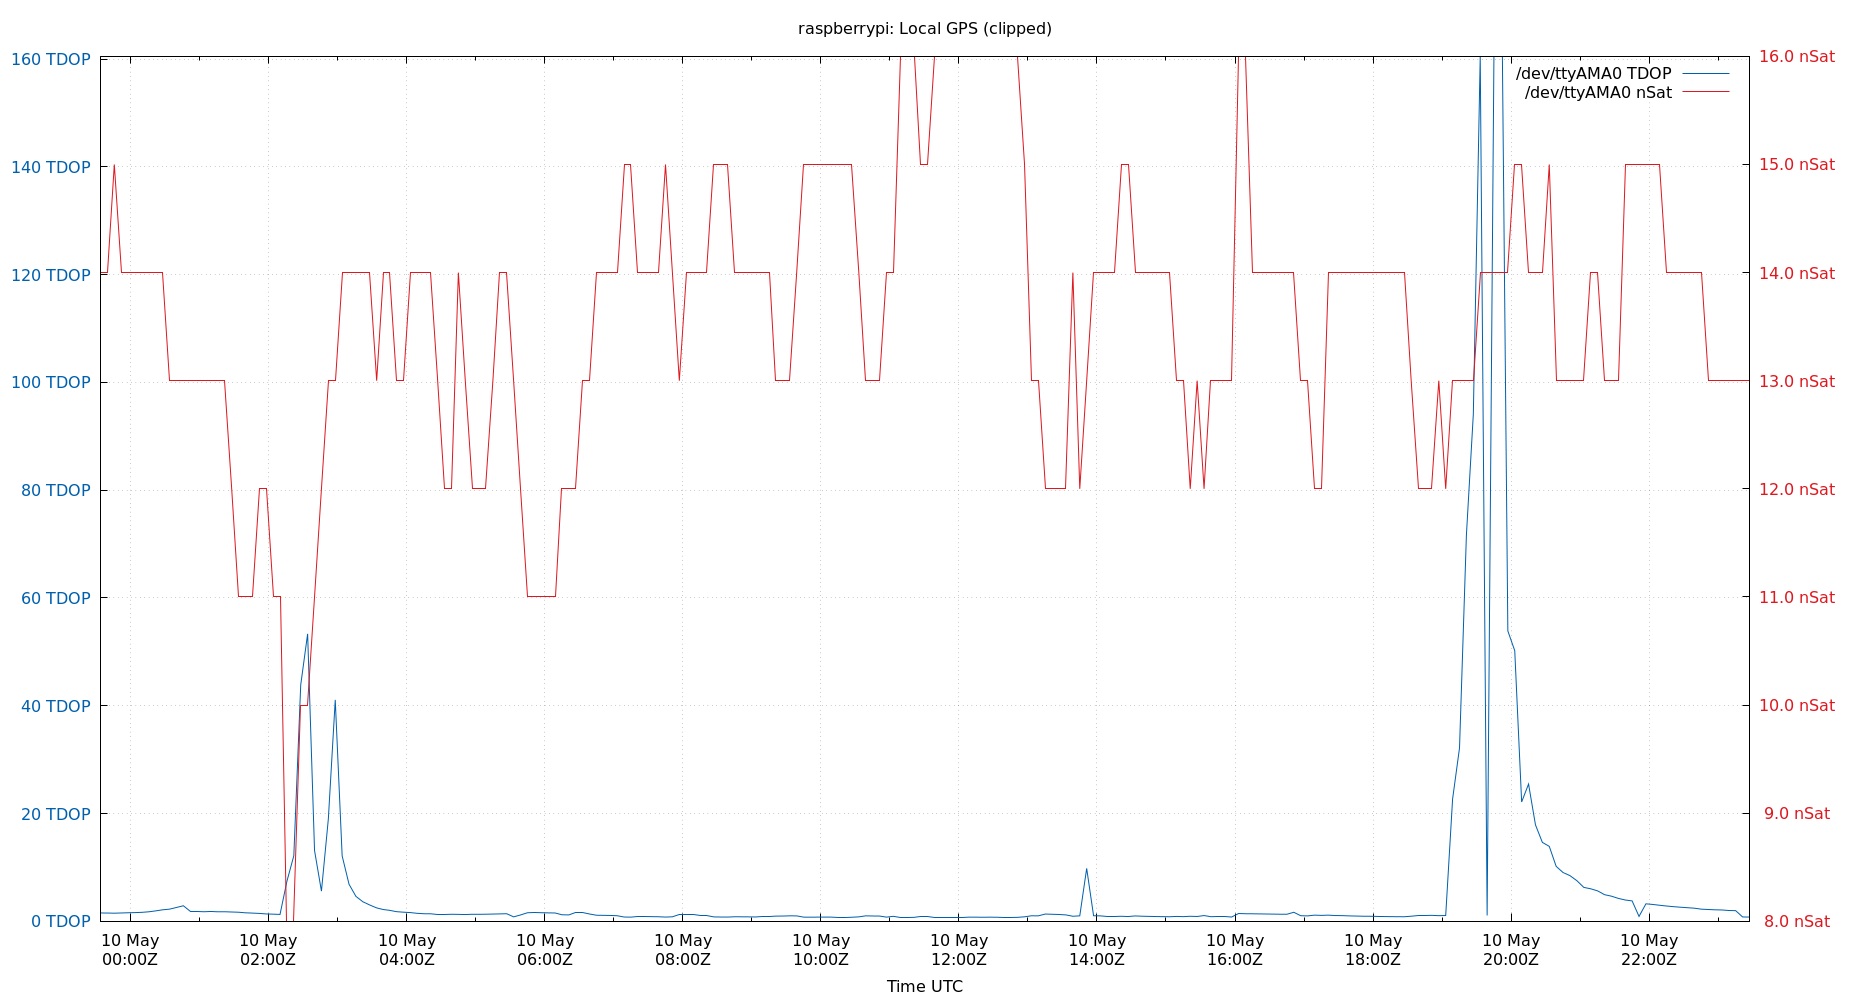 raspberrypi: Local GPS (clipped)
160 TDOP
140 TDOP
120 TDOP
100 TDOP
80 TDOP
60 TDOP
40 TDOP
20 TDOP
0 TDOP
16.0 nSat
15.0 nSat
14.0 nSat
13.0 nSat
12.0 nSat
11.0 nSat
10.0 nSat
9.0 nSat
8.0 nSat
/dev/ttyAMA0 TDOP
/dev/ttyAMA0 nSat
10 May
00:00Z
10 May
02:00Z
10 May
04:00Z
10 May
06:00Z
10 May
08:00Z
10 May
10:00Z
10 May
12:00Z
10 May
14:00Z
10 May
16:00Z
10 May
18:00Z
10 May
20:00Z
10 May
22:00Z
Time UTC